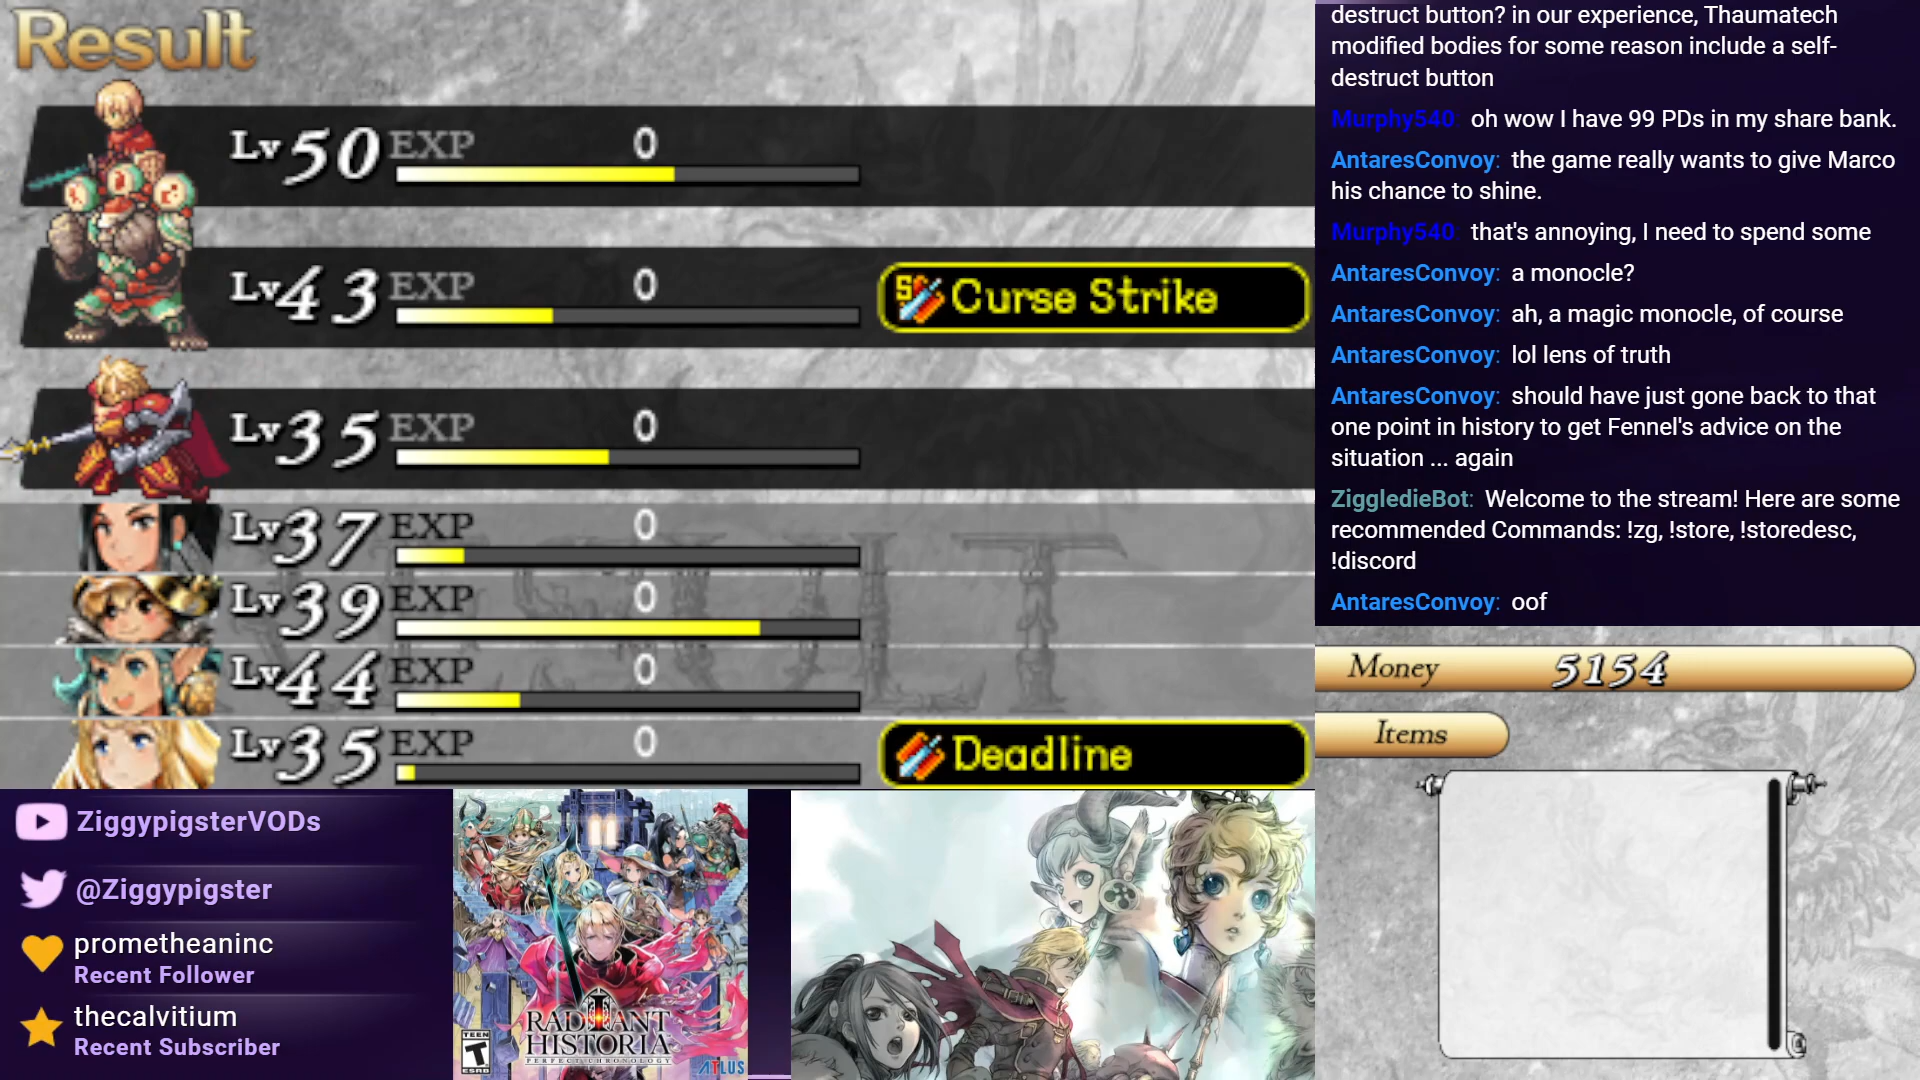 Result
Lv 50 EXP 0
Lv 43 EXP 0
S Curse Strike
Lv 35 EXP 0
Lv 37 EXP 0
Lv 39 EXP 0
Lv 44 EXP 0
Lv 35 EXP 0
Deadline
destruct button? in our experience, Thaumatech
modified bodies for some reason include a self-
destruct button
Murphy540: oh wow I have 99 PDs in my share bank.
AntaresConvoy: the game really wants to give Marco
his chance to shine.
Murphy540: that's annoying, I need to spend some
AntaresConvoy: a monocle?
AntaresConvoy: ah, a magic monocle, of course
AntaresConvoy: lol lens of truth
AntaresConvoy: should have just gone back to that
one point in history to get Fennel's advice on the
situation ... again
ZiggledieBot: Welcome to the stream! Here are some
recommended Commands: !zg, !store, !storedesc,
!discord
AntaresConvoy: oof
Money 5154
Items
ZiggypigsterVODs
@Ziggypigster
prometheaninc
Recent Follower
thecalvitium
Recent Subscriber
RADIANT
HISTORIA
PERFECT CHRONOLOGY
TEEN
T
ESRB
ATLUS